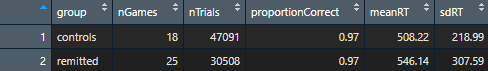 group nGames nTrials proportionCorrect meanRT sdRT
1 controls 18 47091 0.97 508.22 218.99
2 remitted 25 30508 0.97 546.14 307.59